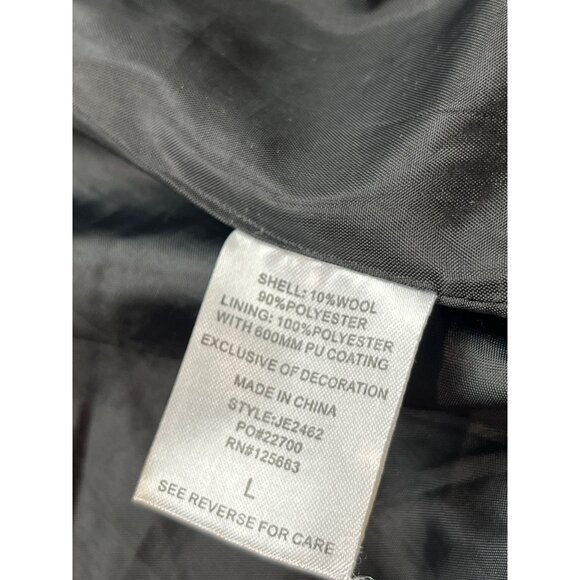 SHELL: 10%WOOL
90%POLYESTER
LINING: 100%POLYESTER
WITH 600MM PU COATING
EXCLUSIVE OF DECORATION
MADE IN CHINA
STYLE:JE2462
PO#22700
RN#125663
L
SEE REVERSE FOR CARE